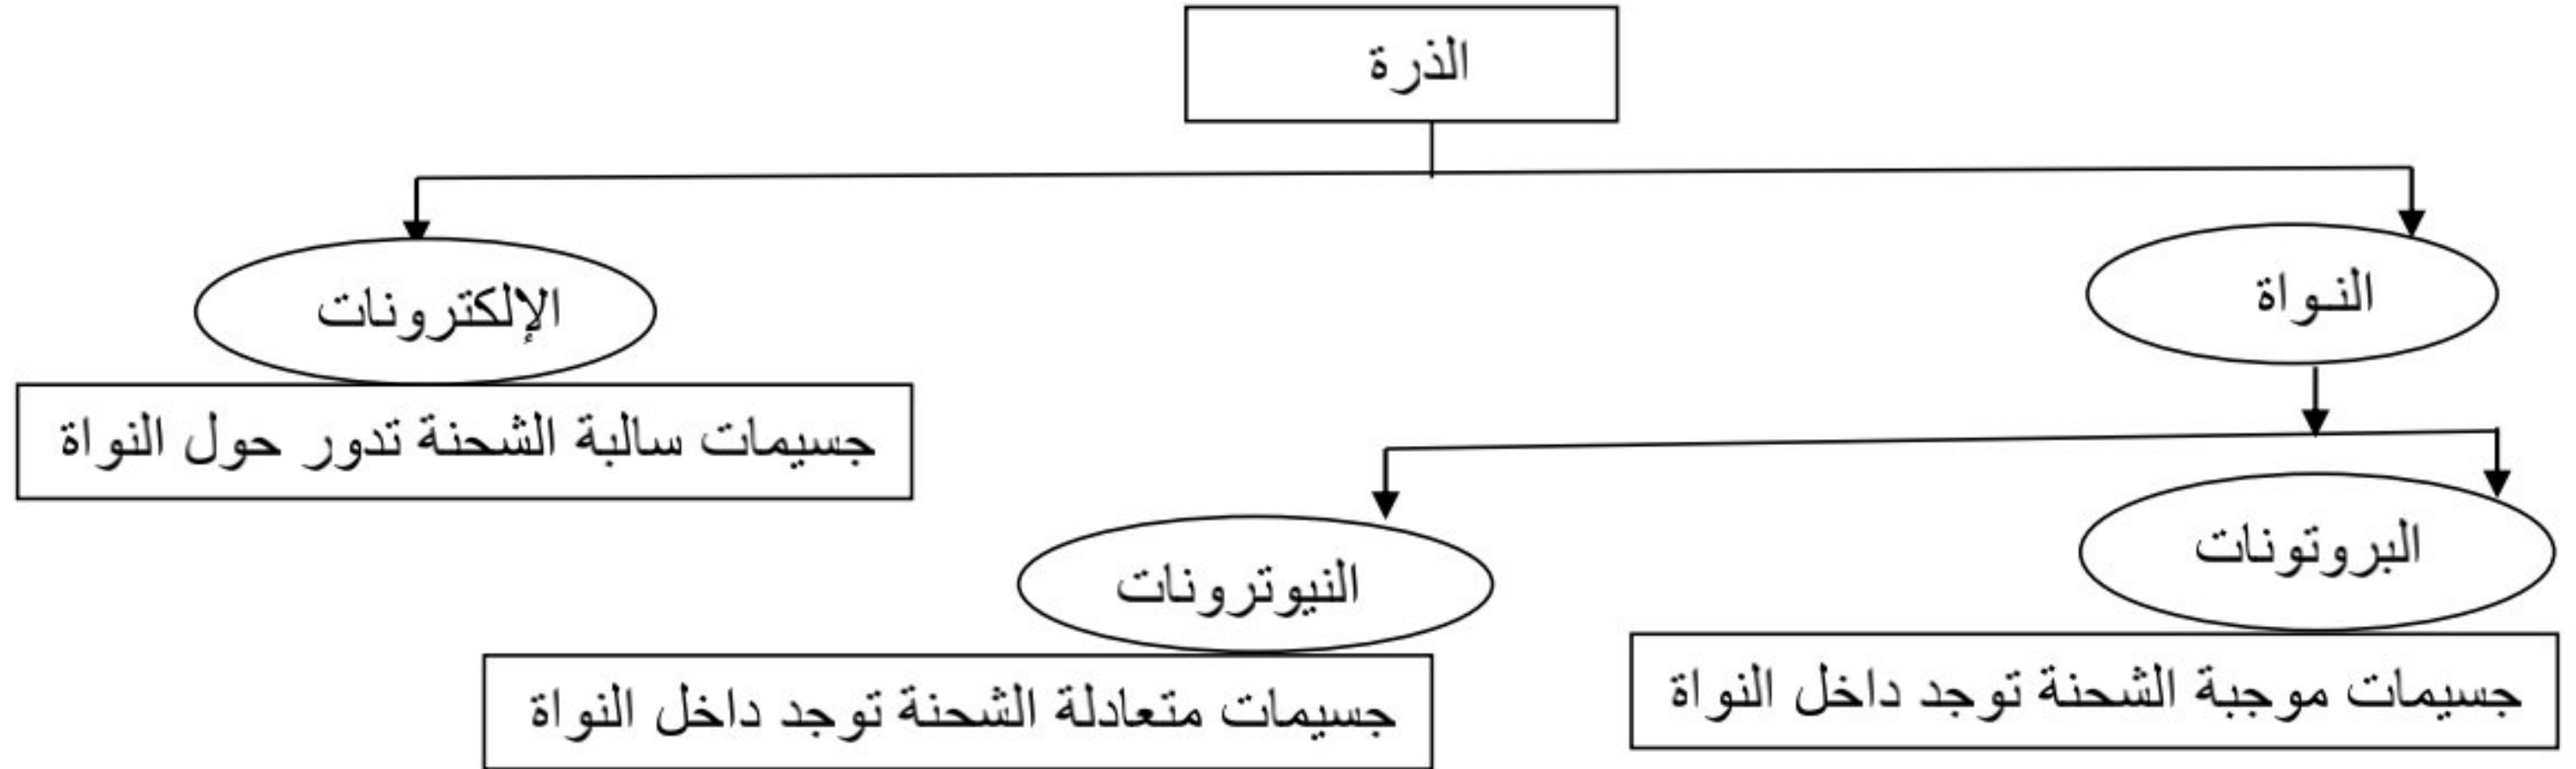 الذرة
النـواة
الإلكترونات
جسيمات سالبة الشحنة تدور حول النواة
البروتونات
النيوترونات
جسيمات موجبة الشحنة توجد داخل النواة
جسيمات متعادلة الشحنة توجد داخل النواة